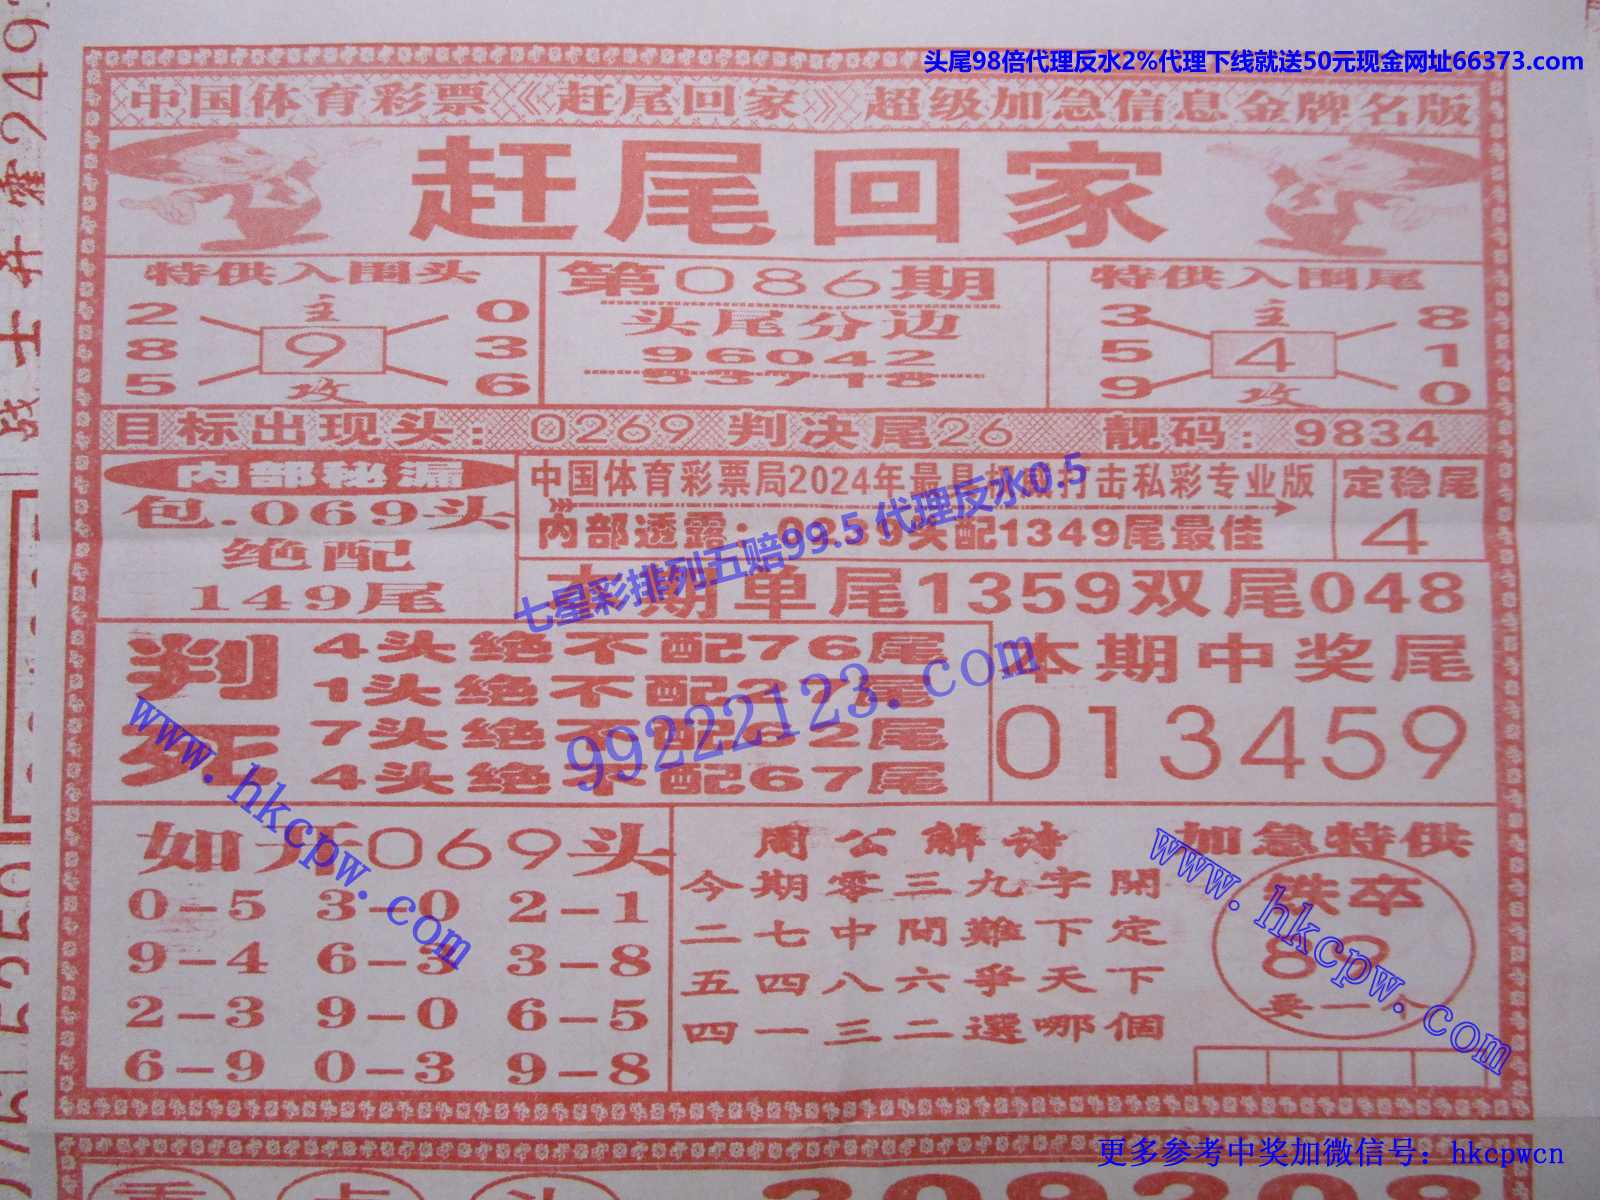 头尾98倍代理反水2%代理下线就送50元现金网址66373.com
中国体育彩票《赶尾回家》超级加急信息金牌名版
赶尾回家
特供入围头
2 主 0
8 9 3
5 攻 6
第086期
头尾分边
96042
53718
特供入围尾
3 主 8
5 4 1
9 攻 0
目标出现头：0269 判决尾26 靓码：9834
内部秘漏
包.069头
绝配
149尾
中国体育彩票局2024年最具 打击私彩专业版
内部透露： 头配1349尾最佳
定稳尾
4
七星彩排列五赔99.5 代理反水0.5
期单尾1359双尾048
判死
4头绝不配76尾
1头绝不配 尾
7头绝不配 2尾
4头绝不配67尾
99222123.com
本期中奖尾
013459
www.hkcpw.com
如开069头
0-5 3-0 2-1
9-4 6-3 3-8
2-3 9-0 6-5
6-9 0-3 9-8
周公解诗
今期零三九字開
二七中間難下定
五四八六爭天下
四一三二選哪個
加急特供
铁卒
8
要一个
www.hkcpw.com
更多参考中奖加微信号：hkcpwcn
战士弄霍249